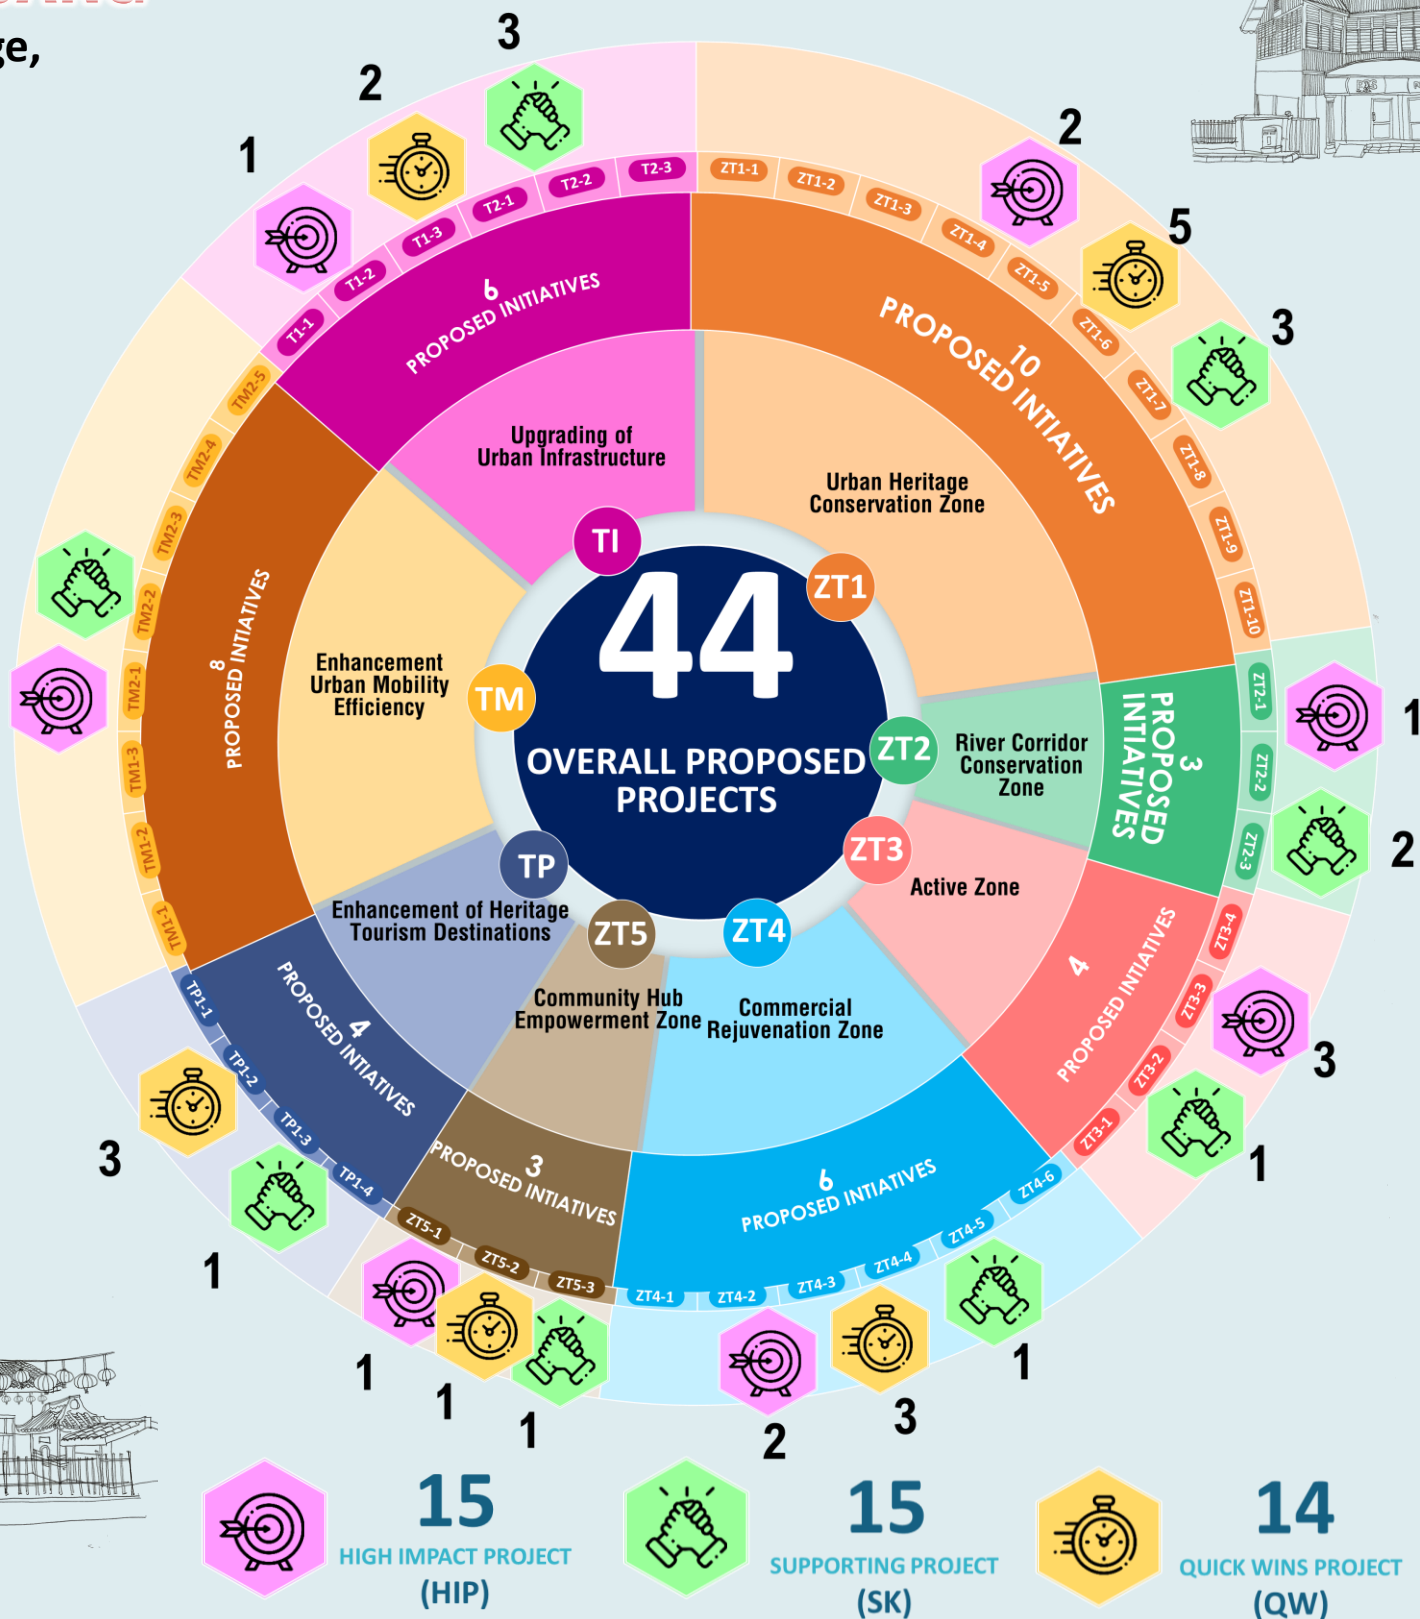 ge,
3
2
1
2
5
3
1
2
3
1
1
3
2
1
1
1
3
1
T1-1
T1-2
T1-3
T2-1
T2-2
T2-3
ZT1-1
ZT1-2
ZT1-3
ZT1-4
ZT1-5
ZT1-6
ZT1-7
ZT1-8
ZT1-9
ZT1-10
ZT2-1
ZT2-2
ZT2-3
ZT3-4
ZT3-3
ZT3-2
ZT3-1
ZT4-6
ZT4-5
ZT4-4
ZT4-3
ZT4-2
ZT4-1
ZT5-3
ZT5-2
ZT5-1
TP1-4
TP1-3
TP1-2
TP1-1
TM1-1
TM1-2
TM1-3
TM2-1
TM2-2
TM2-3
TM2-4
TM2-5
6
PROPOSED INITIATIVES
10
PROPOSED INTIATIVES
3
PROPOSED
INTIATIVES
4
PROPOSED INTIATIVES
6
PROPOSED INTIATIVES
3
PROPOSED INTIATIVES
4
PROPOSED INTIATIVES
8
PROPOSED INTIATIVES
Upgrading of
Urban Infrastructure
Urban Heritage
Conservation Zone
River Corridor
Conservation
Zone
Active Zone
Commercial
Rejuvenation Zone
Community Hub
Empowerment Zone
Enhancement of Heritage
Tourism Destinations
Enhancement
Urban Mobility
Efficiency
TI
ZT1
ZT2
ZT3
ZT4
ZT5
TP
TM
44
OVERALL PROPOSED
PROJECTS
15
HIGH IMPACT PROJECT
(HIP)
15
SUPPORTING PROJECT
(SK)
14
QUICK WINS PROJECT
(QW)